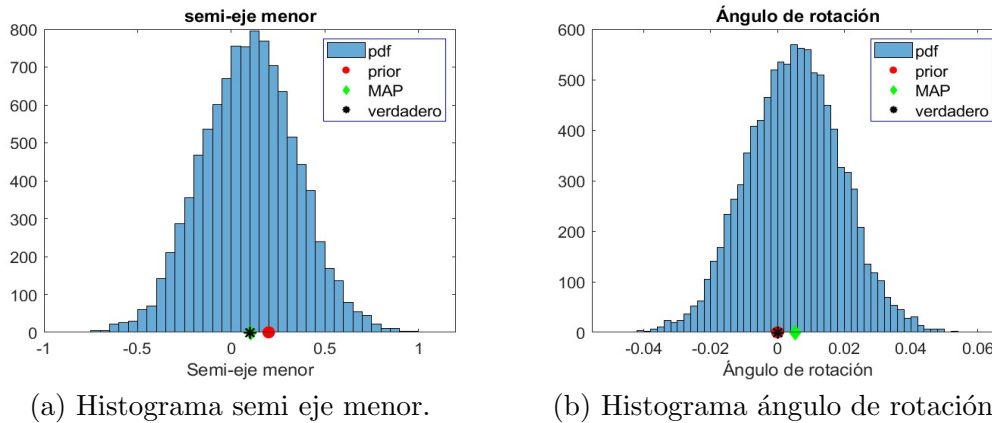 semi-eje menor
800
700
600
500
400
300
200
100
0
-1
-0.5
0
0.5
1
Semi-eje menor
pdf
prior
MAP
verdadero
(a) Histograma semi eje menor.
Ángulo de rotación
600
500
400
300
200
100
0
-0.04
-0.02
0
0.02
0.04
0.06
Ángulo de rotación
pdf
prior
MAP
verdadero
(b) Histograma ángulo de rotación